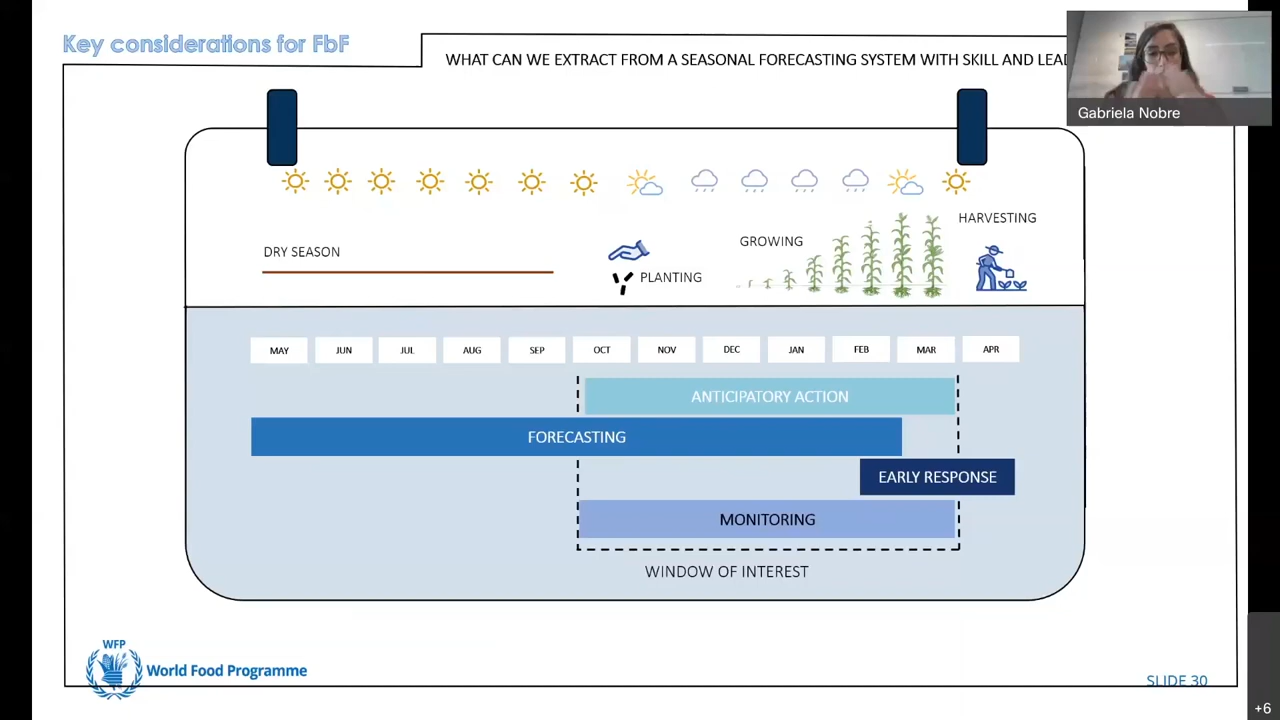 Key considerations for FbF
WHAT CAN WE EXTRACT FROM A SEASONAL FORECASTING SYSTEM WITH SKILL AND
Gabriela Nobre
HARVESTING
GROWING
DRY SEASON
PLANTING
MAY JUN JUL AUG SEP OCT NOV DEC JAN FEB MAR APR
ANTICIPATORY ACTION
FORECASTING
EARLY RESPONSE
MONITORING
WINDOW OF INTEREST
WFP
World Food Programme
SLIDE 30
+6